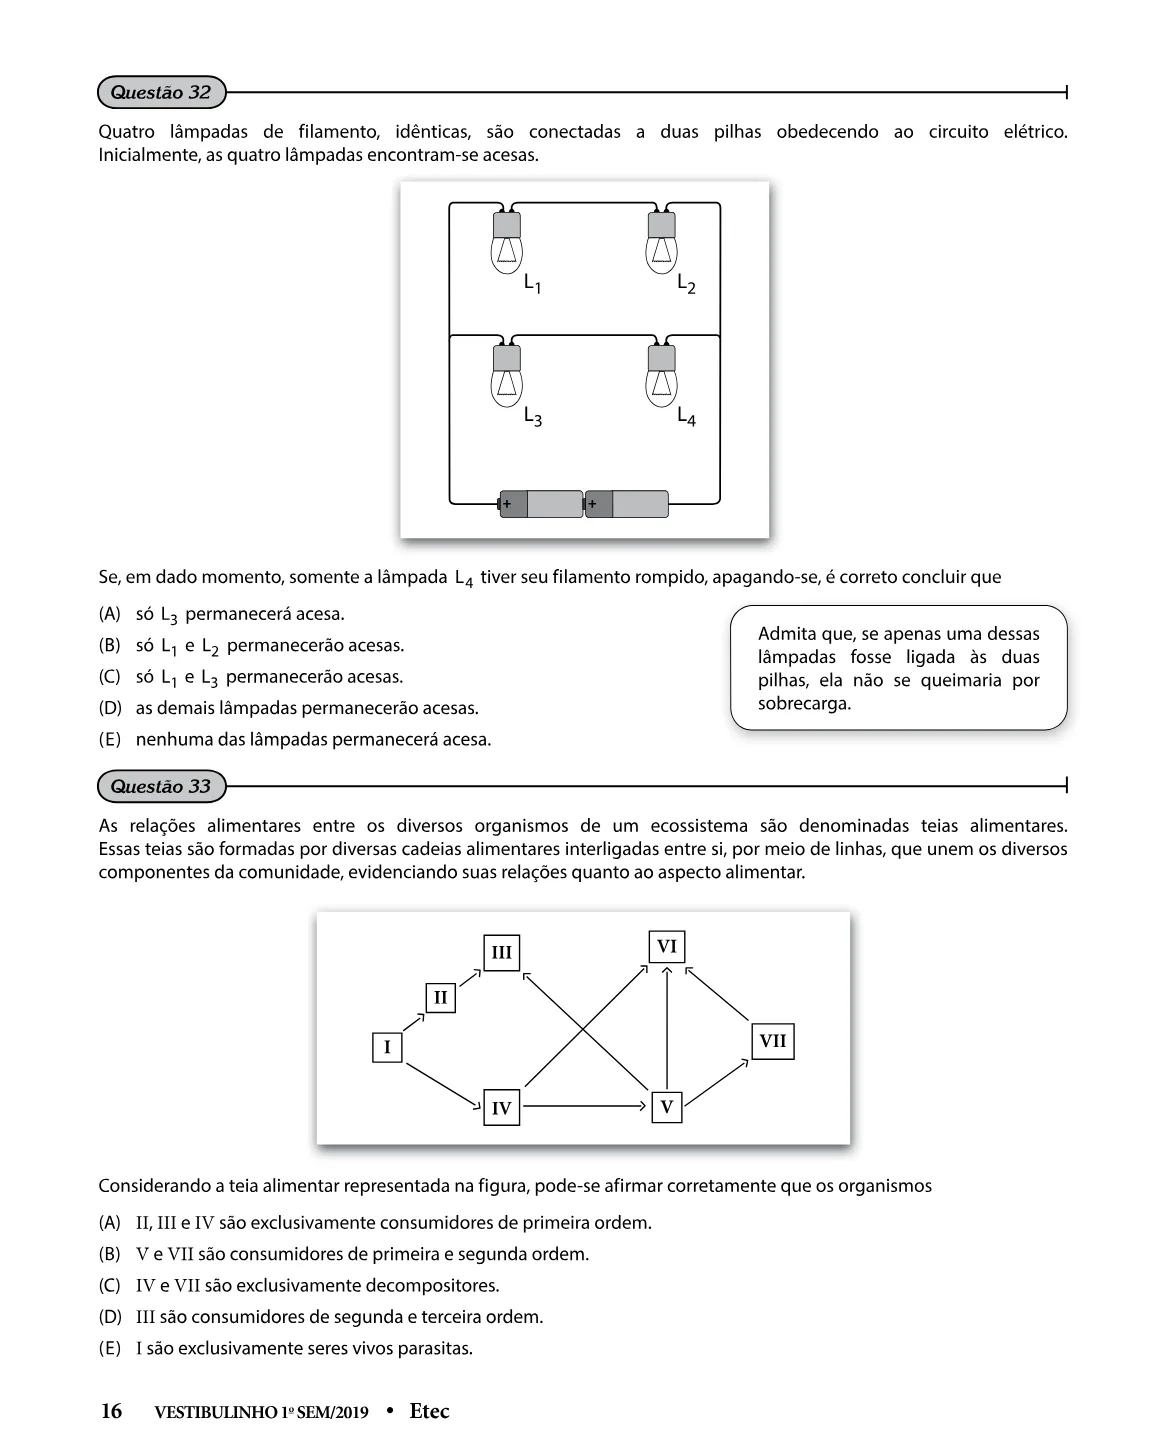 Questão 32
Quatro lâmpadas de filamento, idênticas, são conectadas a duas pilhas obedecendo ao circuito elétrico.
Inicialmente, as quatro lâmpadas encontram-se acesas.
L1
L2
L3
L4
+
+
Se, em dado momento, somente a lâmpada L4 tiver seu filamento rompido, apagando-se, é correto concluir que
(A) só L3 permanecerá acesa.
(B) só L1 e L2 permanecerão acesas.
(C) só L1 e L3 permanecerão acesas.
(D) as demais lâmpadas permanecerão acesas.
(E) nenhuma das lâmpadas permanecerá acesa.
Admita que, se apenas uma dessas
lâmpadas fosse ligada às duas
pilhas, ela não se queimaria por
sobrecarga.
Questão 33
As relações alimentares entre os diversos organismos de um ecossistema são denominadas teias alimentares.
Essas teias são formadas por diversas cadeias alimentares interligadas entre si, por meio de linhas, que unem os diversos
componentes da comunidade, evidenciando suas relações quanto ao aspecto alimentar.
III
VI
II
I
VII
IV
V
Considerando a teia alimentar representada na figura, pode-se afirmar corretamente que os organismos
(A) II, III e IV são exclusivamente consumidores de primeira ordem.
(B) V e VII são consumidores de primeira e segunda ordem.
(C) IV e VII são exclusivamente decompositores.
(D) III são consumidores de segunda e terceira ordem.
(E) I são exclusivamente seres vivos parasitas.
16 VESTIBULINHO 1º SEM/2019 • Etec